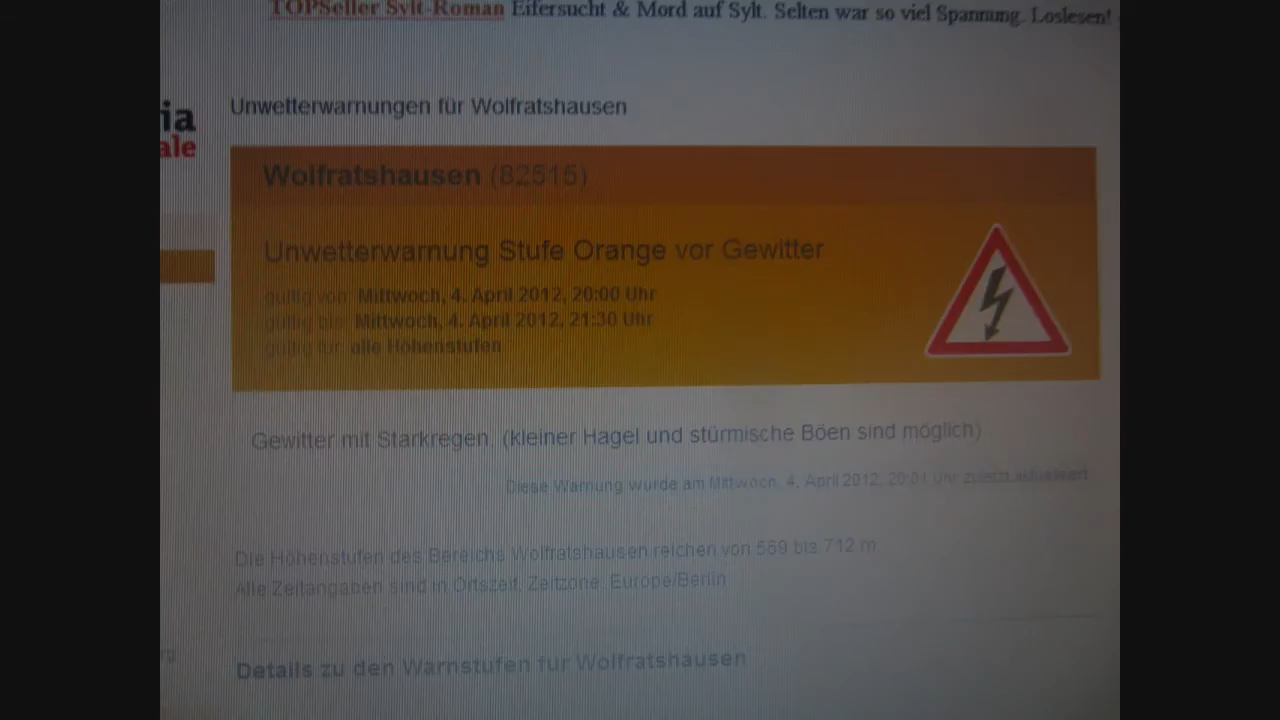 TOPSeller Sylt-Roman Eifersucht & Mord auf Sylt. Selten war so viel Spannung. Loslesen!
ia
ale
Unwetterwarnungen für Wolfratshausen
Wolfratshausen (82515)
Unwetterwarnung Stufe Orange vor Gewitter
gültig von: Mittwoch, 4. April 2012, 20:00 Uhr
gültig bis: Mittwoch, 4. April 2012, 21:30 Uhr
gültig für: alle Höhenstufen
Gewitter mit Starkregen. (kleiner Hagel und stürmische Böen sind möglich)
Diese Warnung wurde am Mittwoch, 4. April 2012, 20:01 Uhr zuletzt aktualisiert
Die Höhenstufen des Bereichs Wolfratshausen reichen von 569 bis 712 m.
Alle Zeitangaben sind in Ortszeit. Zeitzone: Europe/Berlin
Details zu den Warnstufen für Wolfratshausen